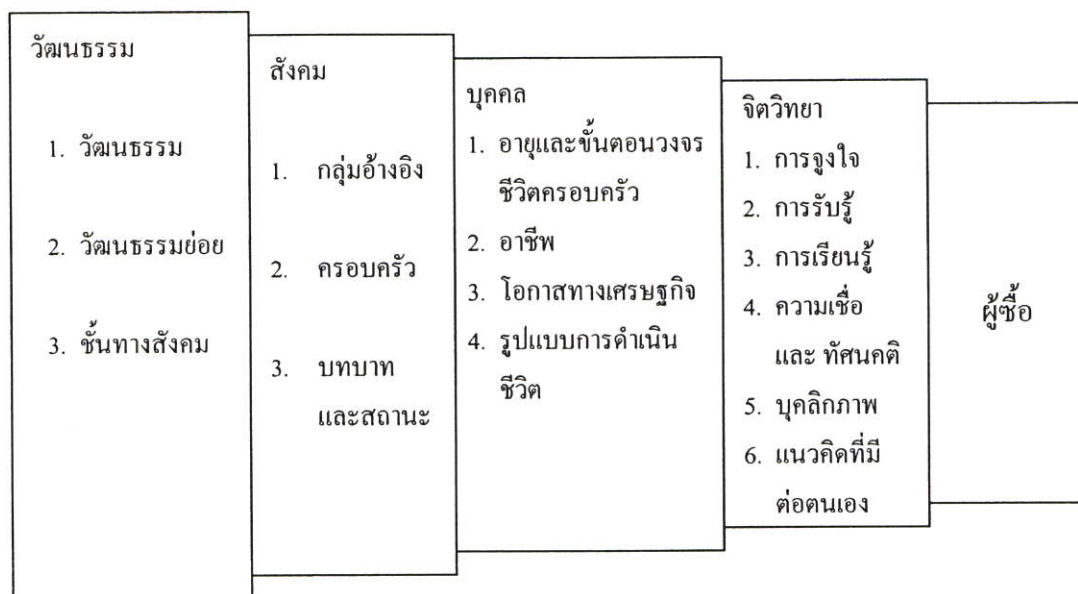 วัฒนธรรม
1. วัฒนธรรม
2. วัฒนธรรมย่อย
3. ชั้นทางสังคม
สังคม
1. กลุ่มอ้างอิง
2. ครอบครัว
3. บทบาท
และสถานะ
บุคคล
1. อายุและขั้นตอนวงจร
ชีวิตครอบครัว
2. อาชีพ
3. โอกาสทางเศรษฐกิจ
4. รูปแบบการดำเนิน
ชีวิต
จิตวิทยา
1. การจูงใจ
2. การรับรู้
3. การเรียนรู้
4. ความเชื่อ
และ ทัศนคติ
5. บุคลิกภาพ
6. แนวคิดที่มี
ต่อตนเอง
ผู้ซื้อ